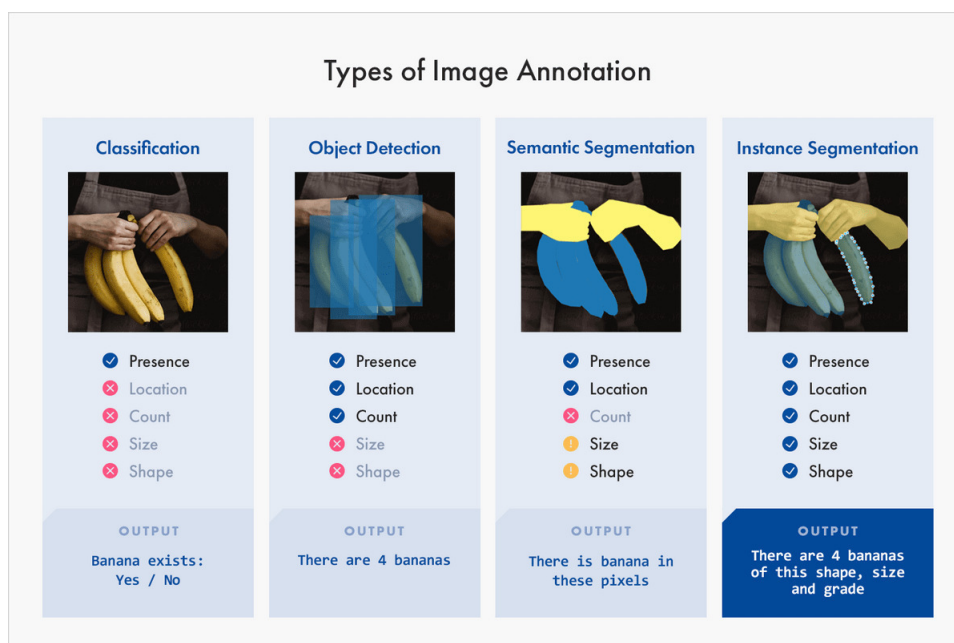 Types of Image Annotation
Classification
Presence
Location
Count
Size
Shape
OUTPUT
Banana exists:
Yes / No
Object Detection
Presence
Location
Count
Size
Shape
OUTPUT
There are 4 bananas
Semantic Segmentation
Presence
Location
Count
Size
Shape
OUTPUT
There is banana in
these pixels
Instance Segmentation
Presence
Location
Count
Size
Shape
OUTPUT
There are 4 bananas
of this shape, size
and grade